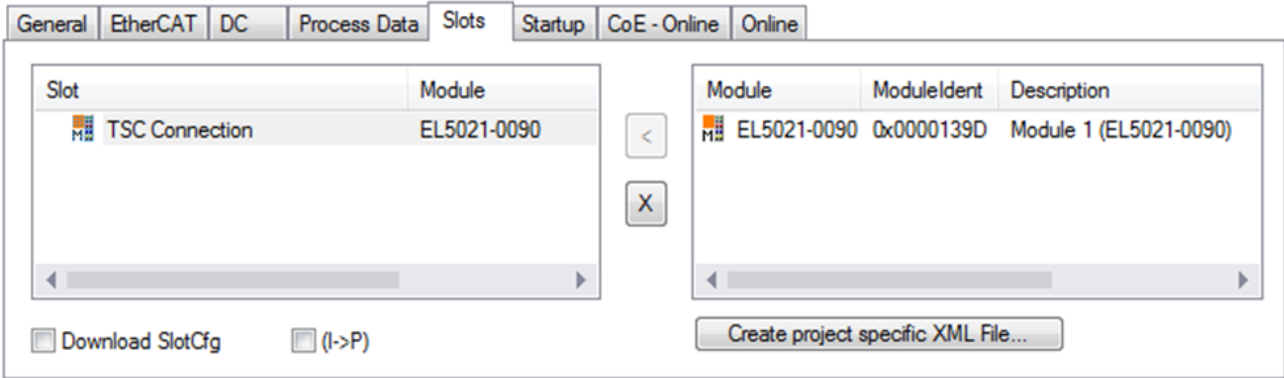 General EtherCAT DC Process Data Slots Startup CoE - Online Online
Slot Module
TSC Connection EL5021-0090
<
X
Module ModuleIdent Description
EL5021-0090 0x0000139D Module 1 (EL5021-0090)
Download SlotCfg (I->P)
Create project specific XML File...